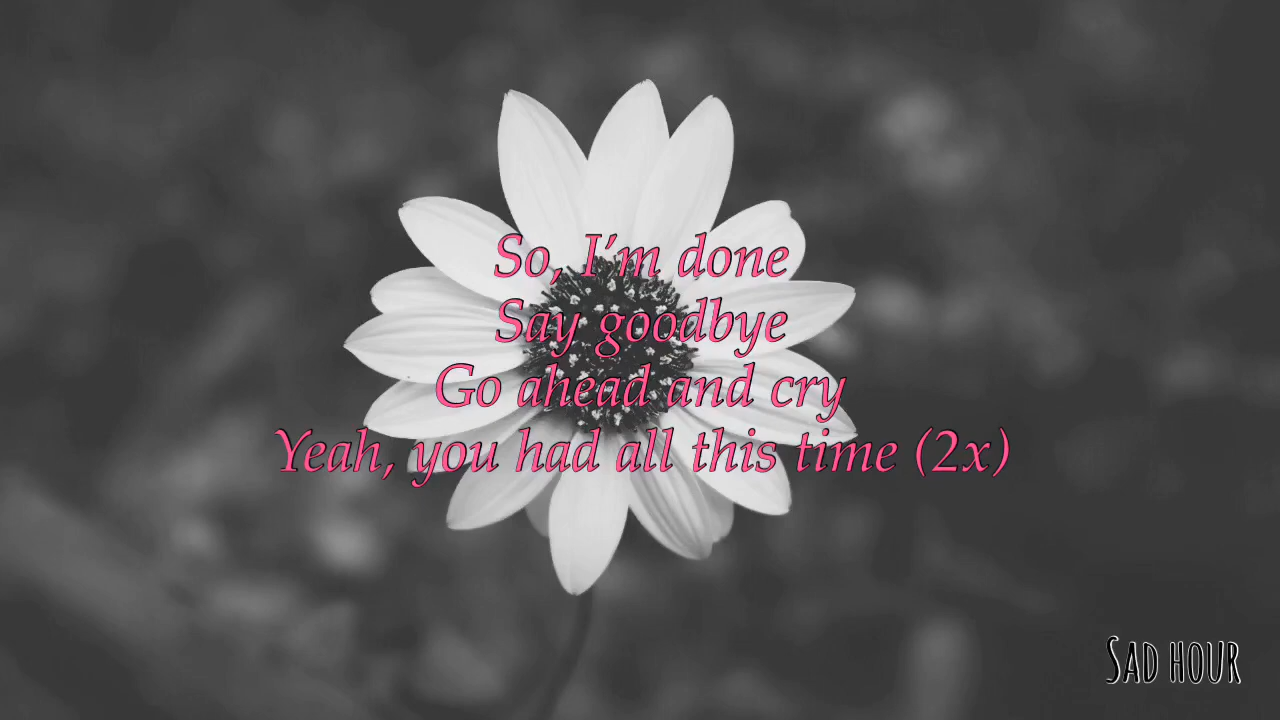 So, I’m done
Say goodbye
Go ahead and cry
Yeah, you had all this time (2x)
Sad hour